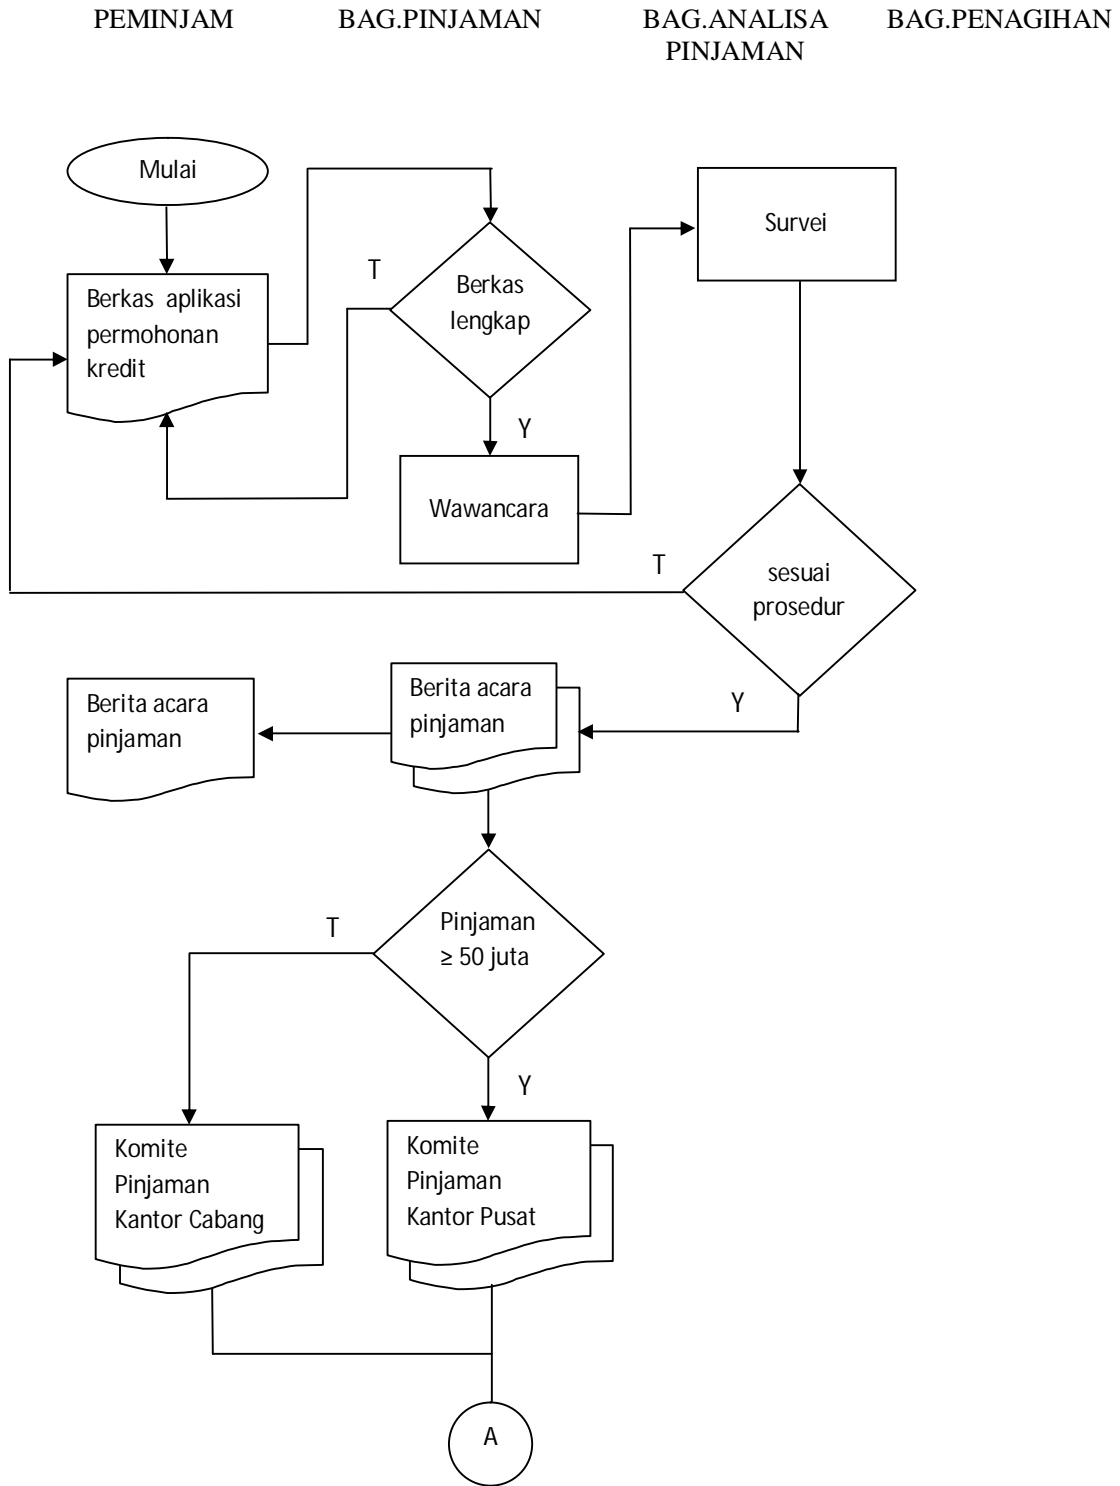 PEMINJAM
BAG.PINJAMAN
BAG.ANALISA
PINJAMAN
BAG.PENAGIHAN
Mulai
Berkas aplikasi
permohonan
kredit
T
Berkas
lengkap
Y
Wawancara
Survei
T
sesuai
prosedur
Y
Berita acara
pinjaman
Berita acara
pinjaman
T
Pinjaman
≥ 50 juta
Y
Komite
Pinjaman
Kantor Cabang
Komite
Pinjaman
Kantor Pusat
A